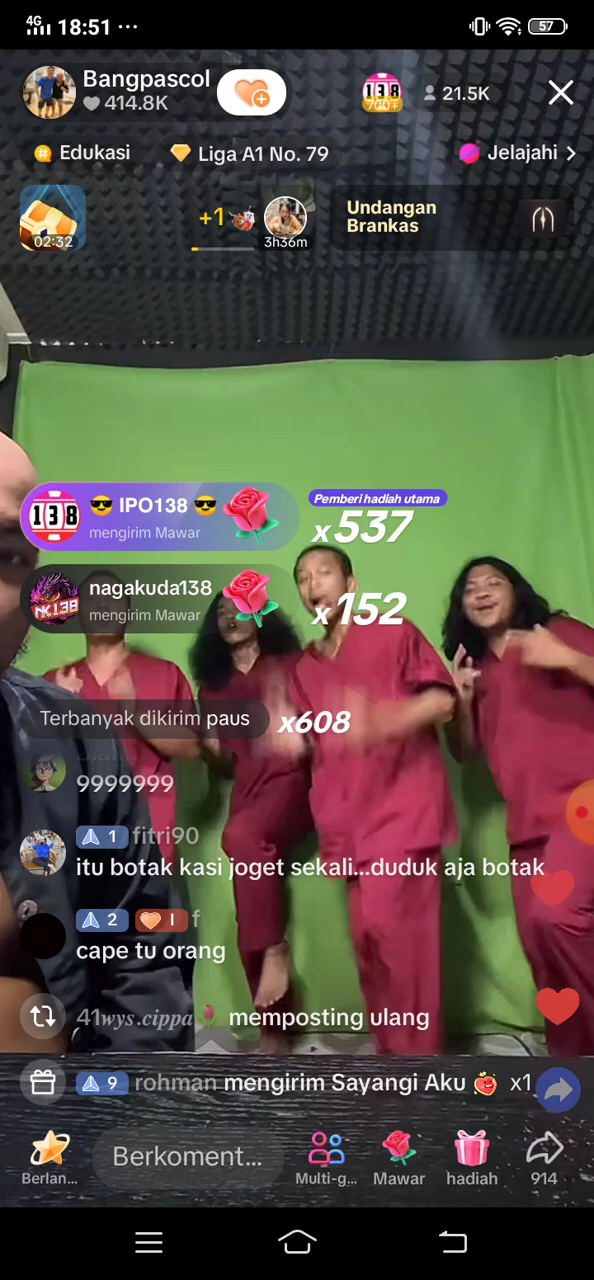 4G 18:51 ... 57
Bangpascol
414.8K
138
700+
21.5K
Edukasi
Liga A1 No. 79
Jelajahi >
02:32
+1
3h36m
Undangan
Brankas
138
😎 IPO138 😎
mengirim Mawar
Pemberi hadiah utama
x537
NK138
nagakuda138
mengirim Mawar
x152
Terbanyak dikirim paus
x608
9999999
1 fitri90
itu botak kasi joget sekali...duduk aja botak
2 I f
cape tu orang
41wys.cippa🌷 memposting ulang
9 rohman mengirim Sayangi Aku x1
Berlan...
Berkoment...
Multi-g...
Mawar
hadiah
914